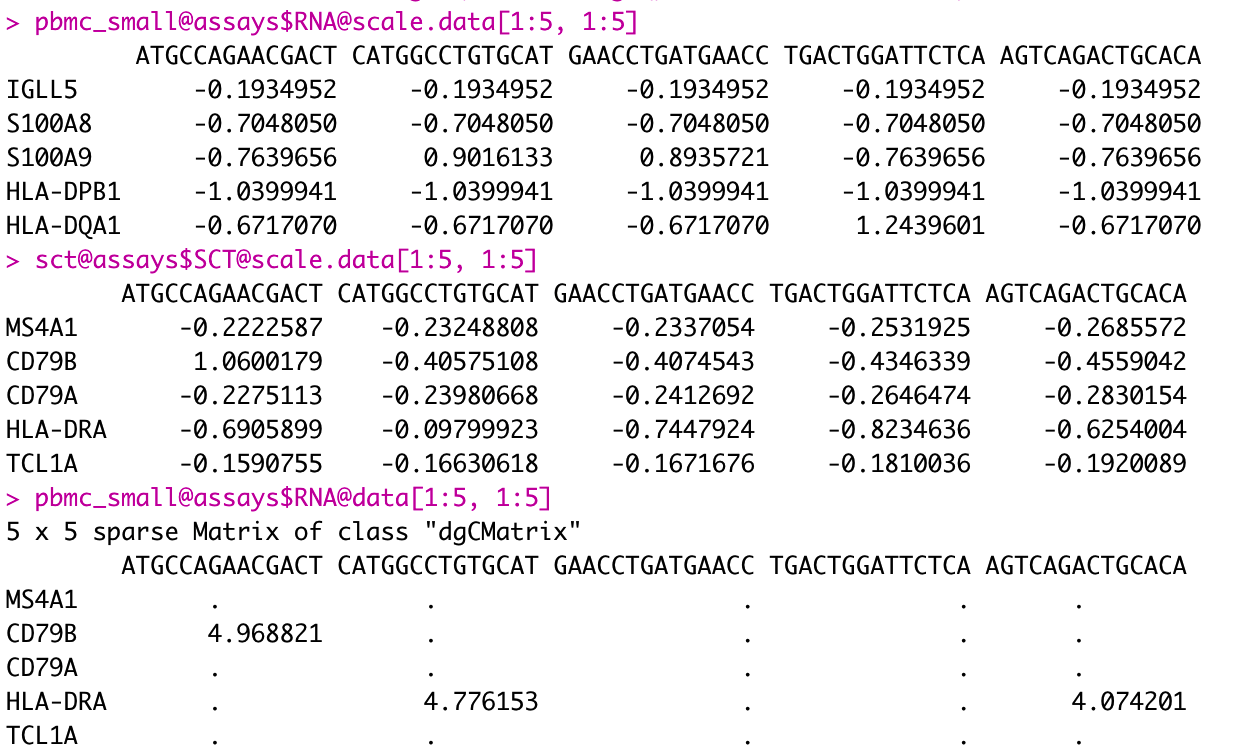 > pbmc_small@assays$RNA@scale.data[1:5, 1:5]
         ATGCCAGAACGACT CATGGCCTGTGCAT GAACCTGATGAACC TGACTGGATTCTCA AGTCAGACTGCACA
IGLL5        -0.1934952     -0.1934952     -0.1934952     -0.1934952     -0.1934952
S100A8       -0.7048050     -0.7048050     -0.7048050     -0.7048050     -0.7048050
S100A9       -0.7639656      0.9016133      0.8935721     -0.7639656     -0.7639656
HLA-DPB1     -1.0399941     -1.0399941     -1.0399941     -1.0399941     -1.0399941
HLA-DQA1     -0.6717070     -0.6717070     -0.6717070      1.2439601     -0.6717070
> sct@assays$SCT@scale.data[1:5, 1:5]
        ATGCCAGAACGACT CATGGCCTGTGCAT GAACCTGATGAACC TGACTGGATTCTCA AGTCAGACTGCACA
MS4A1       -0.2222587    -0.23248808     -0.2337054     -0.2531925     -0.2685572
CD79B        1.0600179    -0.40575108     -0.4074543     -0.4346339     -0.4559042
CD79A       -0.2275113    -0.23980668     -0.2412692     -0.2646474     -0.2830154
HLA-DRA     -0.6905899    -0.09799923     -0.7447924     -0.8234636     -0.6254004
TCL1A       -0.1590755    -0.16630618     -0.1671676     -0.1810036     -0.1920089
> pbmc_small@assays$RNA@data[1:5, 1:5]
5 x 5 sparse Matrix of class "dgCMatrix"
        ATGCCAGAACGACT CATGGCCTGTGCAT GAACCTGATGAACC TGACTGGATTCTCA AGTCAGACTGCACA
MS4A1         .              .                     .              .       .
CD79B         4.968821       .                     .              .       .
CD79A         .              .                     .              .       .
HLA-DRA       .              4.776153              .              .       4.074201
TCL1A         .              .                     .              .       .